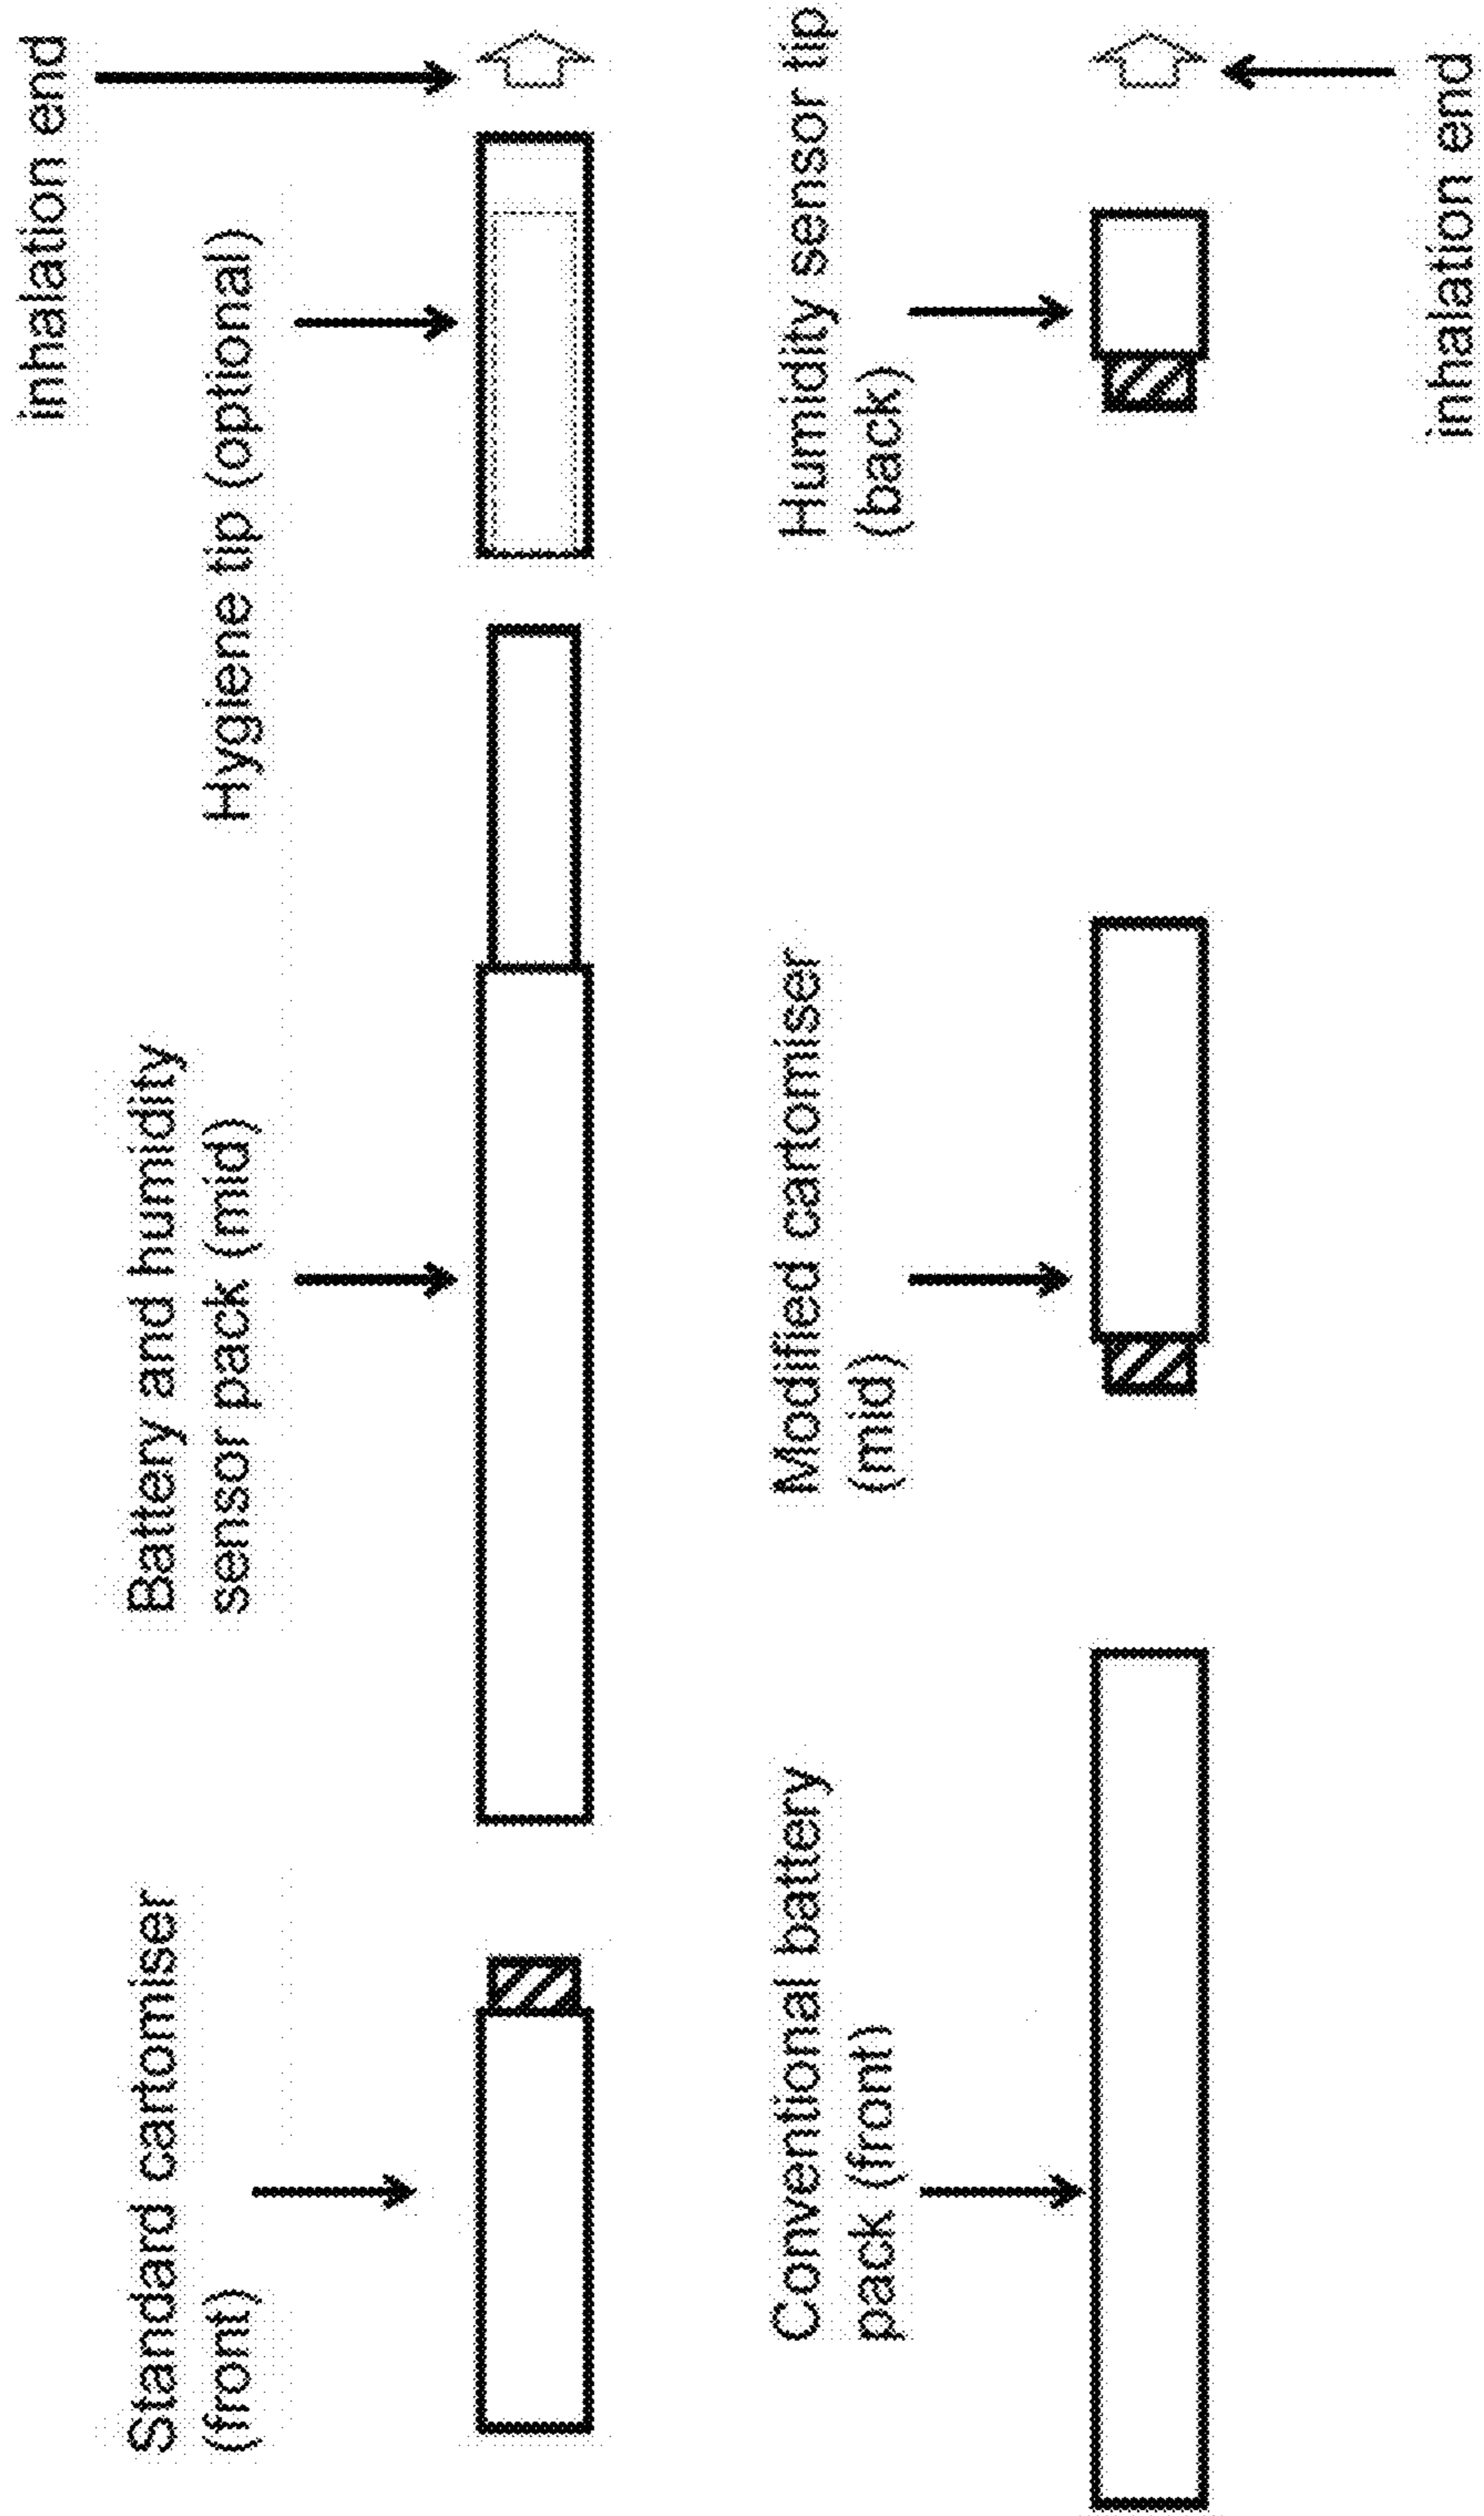 inhalation end
Standard cartomiser
(front)
Battery and humidity
sensor pack (mid)
Hygiene tip (optional)
Conventional battery
pack (front)
Modified cartomiser
(mid)
Humidity sensor tip
(back)
inhalation end